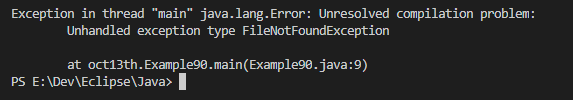 Exception in thread "main" java.lang.Error: Unresolved compilation problem:
Unhandled exception type FileNotFoundException
at oct13th.Example90.main(Example90.java:9)
PS E:\Dev\Eclipse\Java>